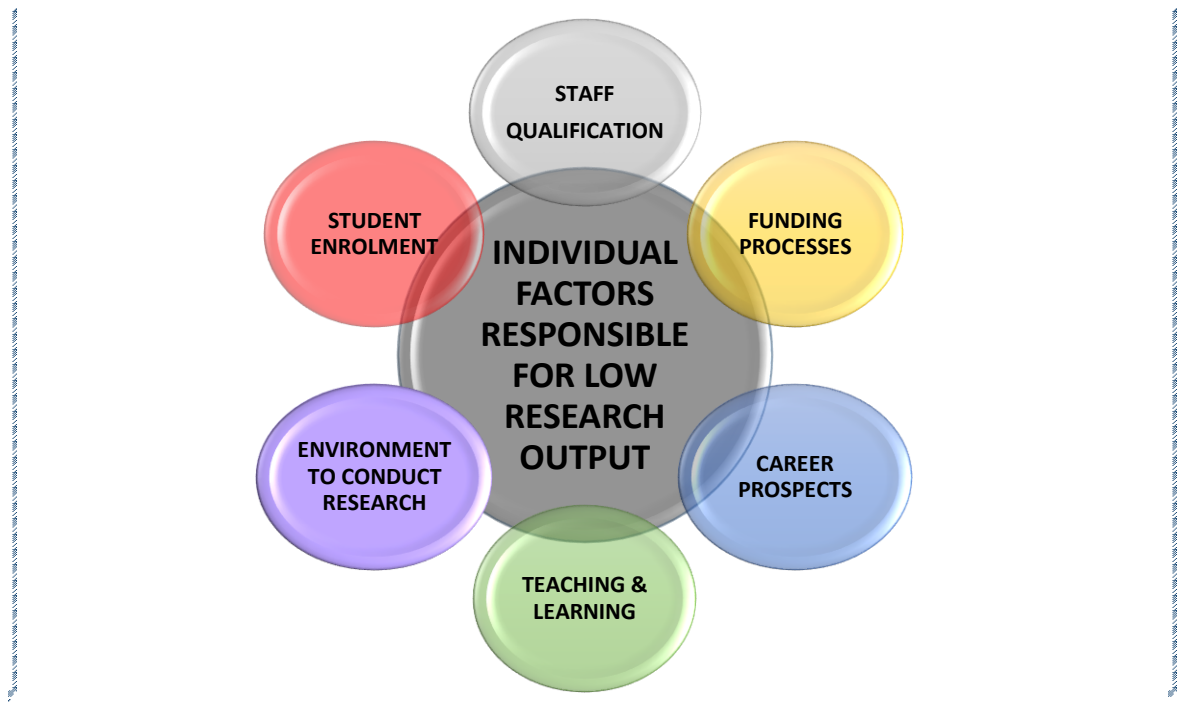 STAFF
QUALIFICATION
STUDENT
ENROLMENT
FUNDING
PROCESSES
INDIVIDUAL
FACTORS
RESPONSIBLE
FOR LOW
RESEARCH
OUTPUT
ENVIRONMENT
TO CONDUCT
RESEARCH
CAREER
PROSPECTS
TEACHING &
LEARNING